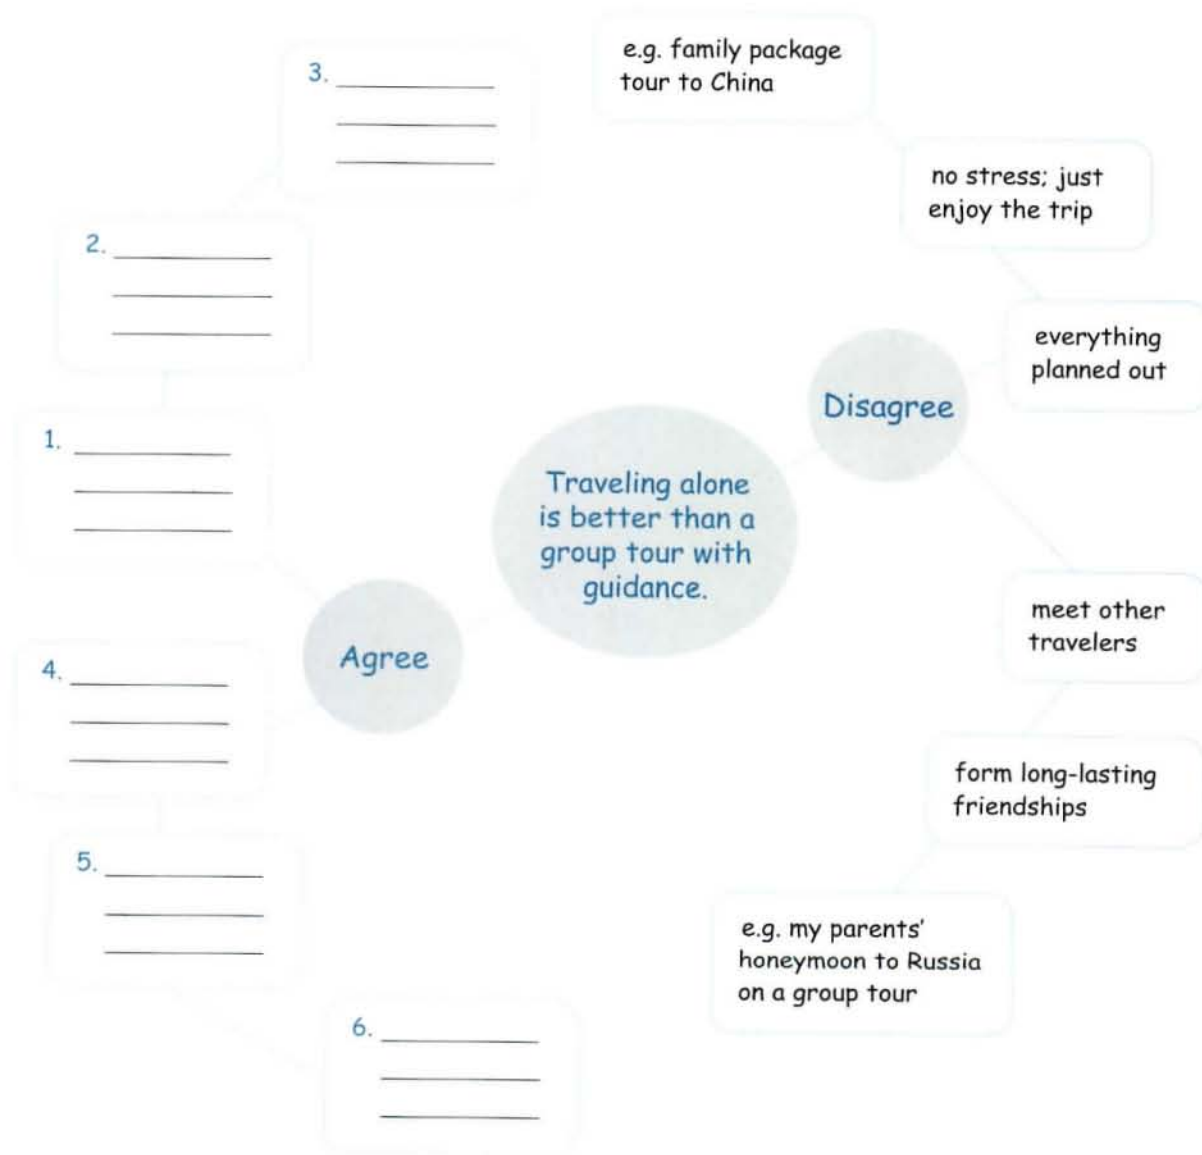 3.
e.g. family package
tour to China
no stress; just
enjoy the trip
2.
everything
planned out
Disagree
1.
Traveling alone
is better than a
group tour with
guidance.
Agree
meet other
travelers
4.
form long-lasting
friendships
5.
e.g. my parents'
honeymoon to Russia
on a group tour
6.